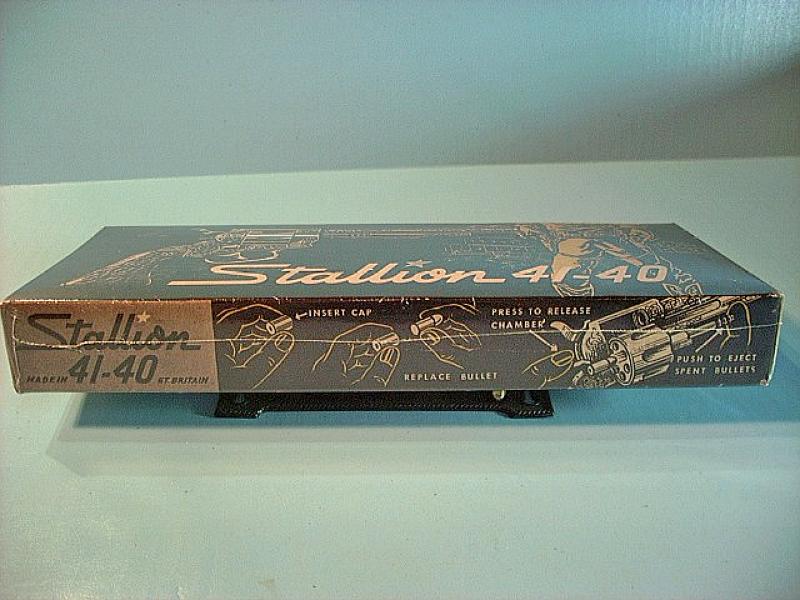 Stallion 41-40
Stallion
41-40
MADE IN GT. BRITAIN
INSERT CAP
REPLACE BULLET
PRESS TO RELEASE
CHAMBER
PUSH TO EJECT
SPENT BULLETS